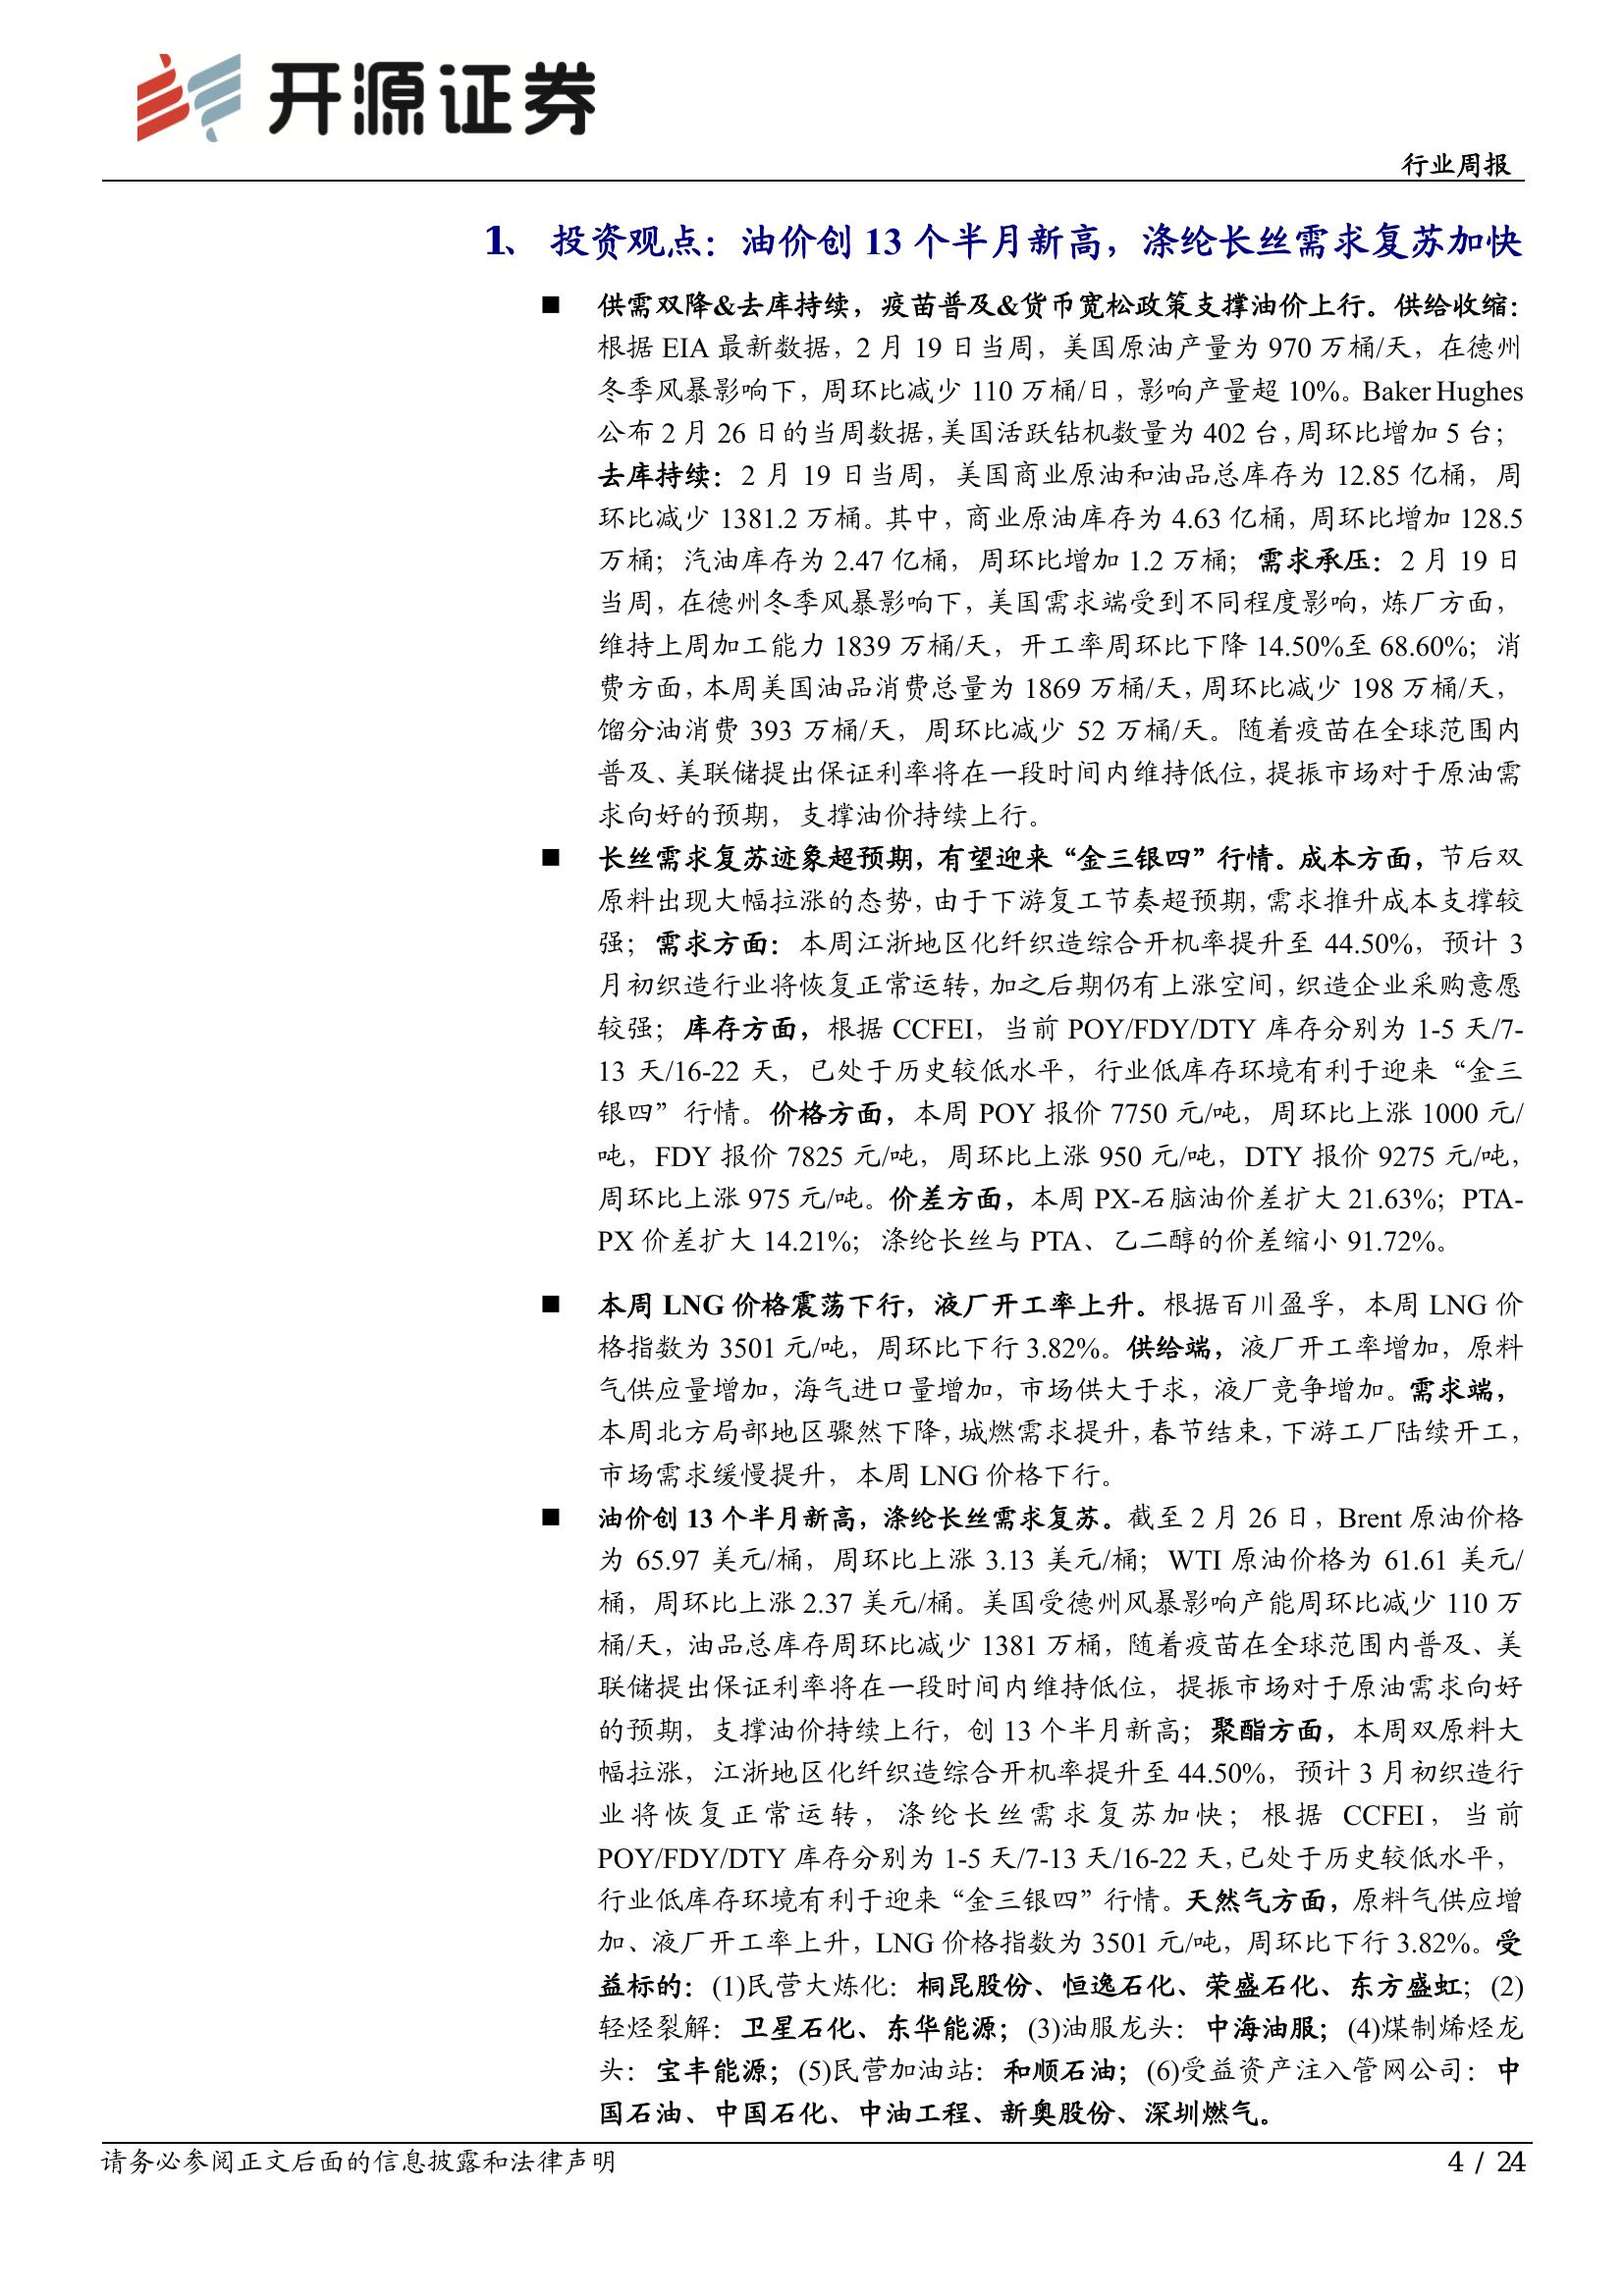 开源证券
行业周报
1、 投资观点：油价创 13 个半月新高，涤纶长丝需求复苏加快
■ 供需双降&去库持续，疫苗普及&货币宽松政策支撑油价上行。供给收缩：
根据 EIA 最新数据，2 月 19 日当周，美国原油产量为 970 万桶/天，在德州
冬季风暴影响下，周环比减少 110 万桶/日，影响产量超 10%。Baker Hughes
公布 2 月 26 日的当周数据，美国活跃钻机数量为 402 台，周环比增加 5 台；
去库持续：2 月 19 日当周，美国商业原油和油品总库存为 12.85 亿桶，周
环比减少 1381.2 万桶。其中，商业原油库存为 4.63 亿桶，周环比增加 128.5
万桶；汽油库存为 2.47 亿桶，周环比增加 1.2 万桶；需求承压：2 月 19 日
当周，在德州冬季风暴影响下，美国需求端受到不同程度影响，炼厂方面，
维持上周加工能力 1839 万桶/天，开工率周环比下降 14.50%至 68.60%；消
费方面，本周美国油品消费总量为 1869 万桶/天，周环比减少 198 万桶/天，
馏分油消费 393 万桶/天，周环比减少 52 万桶/天。随着疫苗在全球范围内
普及、美联储提出保证利率将在一段时间内维持低位，提振市场对于原油需
求向好的预期，支撑油价持续上行。
■ 长丝需求复苏迹象超预期，有望迎来“金三银四”行情。成本方面，节后双
原料出现大幅拉涨的态势，由于下游复工节奏超预期，需求推升成本支撑较
强；需求方面：本周江浙地区化纤织造综合开机率提升至 44.50%，预计 3
月初织造行业将恢复正常运转，加之后期仍有上涨空间，织造企业采购意愿
较强；库存方面，根据 CCFEI，当前 POY/FDY/DTY 库存分别为 1-5 天/7-
13 天/16-22 天，已处于历史较低水平，行业低库存环境有利于迎来“金三
银四”行情。价格方面，本周 POY 报价 7750 元/吨，周环比上涨 1000 元/
吨，FDY 报价 7825 元/吨，周环比上涨 950 元/吨，DTY 报价 9275 元/吨，
周环比上涨 975 元/吨。价差方面，本周 PX-石脑油价差扩大 21.63%；PTA-
PX 价差扩大 14.21%；涤纶长丝与 PTA、乙二醇的价差缩小 91.72%。
■ 本周 LNG 价格震荡下行，液厂开工率上升。根据百川盈孚，本周 LNG 价
格指数为 3501 元/吨，周环比下行 3.82%。供给端，液厂开工率增加，原料
气供应量增加，海气进口量增加，市场供大于求，液厂竞争增加。需求端，
本周北方局部地区骤然下降，城燃需求提升，春节结束，下游工厂陆续开工，
市场需求缓慢提升，本周 LNG 价格下行。
■ 油价创 13 个半月新高，涤纶长丝需求复苏。截至 2 月 26 日，Brent 原油价格
为 65.97 美元/桶，周环比上涨 3.13 美元/桶；WTI 原油价格为 61.61 美元/
桶，周环比上涨 2.37 美元/桶。美国受德州风暴影响产能周环比减少 110 万
桶/天，油品总库存周环比减少 1381 万桶，随着疫苗在全球范围内普及、美
联储提出保证利率将在一段时间内维持低位，提振市场对于原油需求向好
的预期，支撑油价持续上行，创 13 个半月新高；聚酯方面，本周双原料大
幅拉涨，江浙地区化纤织造综合开机率提升至 44.50%，预计 3 月初织造行
业将恢复正常运转，涤纶长丝需求复苏加快；根据 CCFEI，当前
POY/FDY/DTY 库存分别为 1-5 天/7-13 天/16-22 天，已处于历史较低水平，
行业低库存环境有利于迎来“金三银四”行情。天然气方面，原料气供应增
加、液厂开工率上升，LNG 价格指数为 3501 元/吨，周环比下行 3.82%。受
益标的：(1)民营大炼化：桐昆股份、恒逸石化、荣盛石化、东方盛虹；(2)
轻烃裂解：卫星石化、东华能源；(3)油服龙头：中海油服；(4)煤制烯烃龙
头：宝丰能源；(5)民营加油站：和顺石油；(6)受益资产注入管网公司：中
国石油、中国石化、中油工程、新奥股份、深圳燃气。
请务必参阅正文后面的信息披露和法律声明
4 / 24